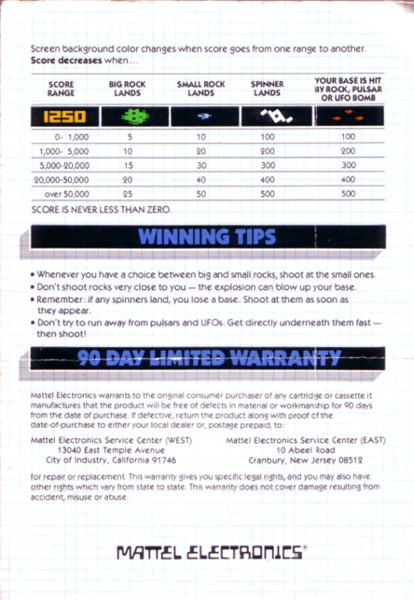 Screen background color changes when score goes from one range to another.
Score decreases when...
SCORE RANGE BIG ROCK LANDS SMALL ROCK LANDS SPINNER LANDS YOUR BASE IS HIT BY ROCK, PULSAR OR UFO BOMB
1250
0- 1,000 5 10 100 100
1,000- 5,000 10 20 200 200
5,000-20,000 15 30 300 300
20,000-50,000 20 40 400 400
over 50,000 25 50 500 500
SCORE IS NEVER LESS THAN ZERO.
WINNING TIPS
• Whenever you have a choice between big and small rocks, shoot at the small ones.
• Don't shoot rocks very close to you — the explosion can blow up your base.
• Remember: if any spinners land, you lose a base. Shoot at them as soon as
they appear.
• Don't try to run away from pulsars and UFOs. Get directly underneath them fast —
then shoot!
90 DAY LIMITED WARRANTY
Mattel Electronics warrants to the original consumer purchaser of any cartridge or cassette it
manufactures that the product will be free of defects in material or workmanship for 90 days
from the date of purchase. If defective, return the product along with proof of the
date-of-purchase to either your local dealer or, postage prepaid, to:
Mattel Electronics Service Center (WEST) Mattel Electronics Service Center (EAST)
13040 East Temple Avenue 10 Abeel Road
City of Industry, California 91746 Cranbury, New Jersey 08512
for repair or replacement. This warranty gives you specific legal rights, and you may also have
other rights which vary from state to state. This warranty does not cover damage resulting from
accident, misuse or abuse.
MATTEL ELECTRONICS®